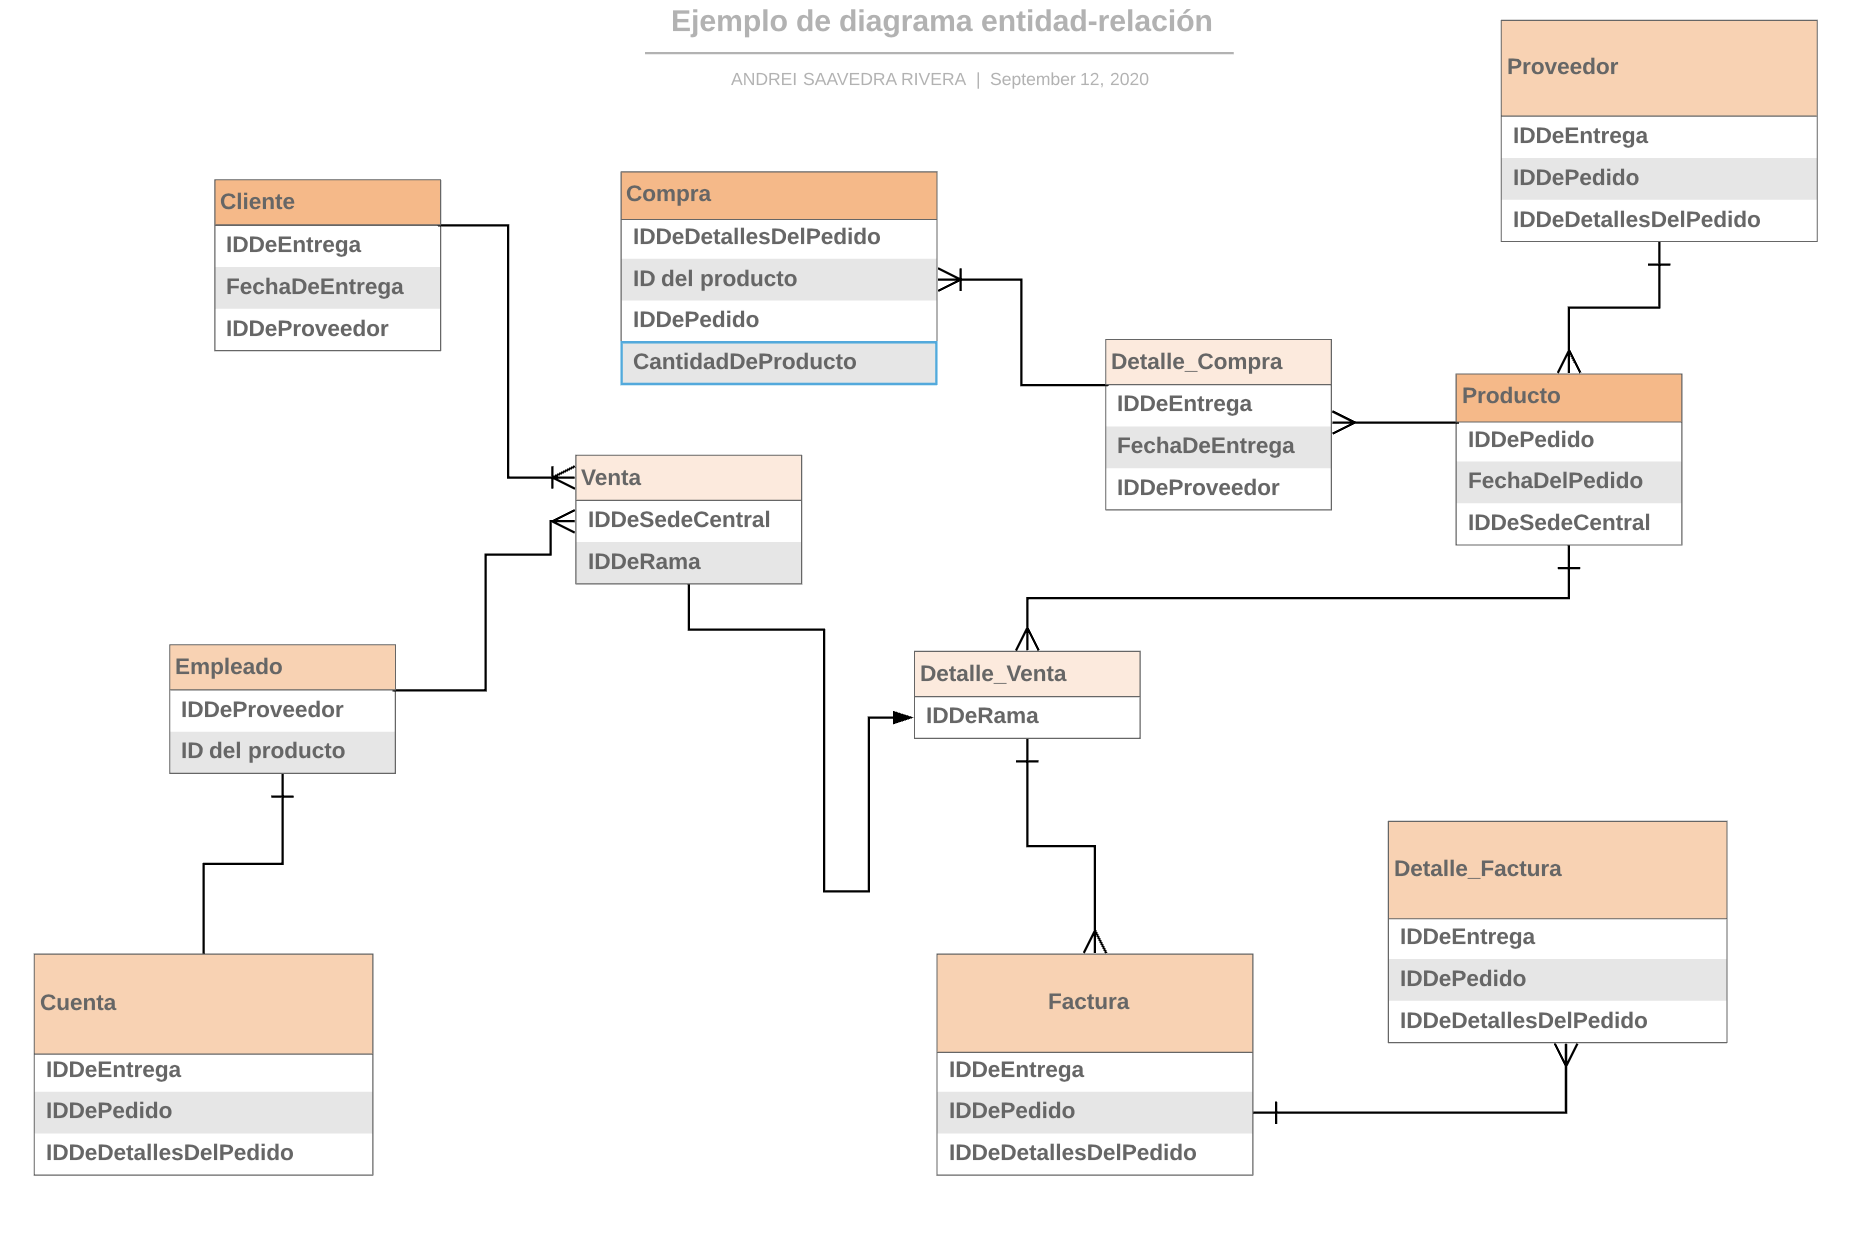 Ejemplo de diagrama entidad-relación
ANDREI SAAVEDRA RIVERA | September 12, 2020
Proveedor
IDDeEntrega
IDDePedido
IDDeDetallesDelPedido
Cliente
IDDeEntrega
FechaDeEntrega
IDDeProveedor
Compra
IDDeDetallesDelPedido
ID del producto
IDDePedido
CantidadDeProducto
Detalle_Compra
IDDeEntrega
FechaDeEntrega
IDDeProveedor
Producto
IDDePedido
FechaDelPedido
IDDeSedeCentral
Venta
IDDeSedeCentral
IDDeRama
Empleado
IDDeProveedor
ID del producto
Detalle_Venta
IDDeRama
Detalle_Factura
IDDeEntrega
IDDePedido
IDDeDetallesDelPedido
Cuenta
IDDeEntrega
IDDePedido
IDDeDetallesDelPedido
Factura
IDDeEntrega
IDDePedido
IDDeDetallesDelPedido